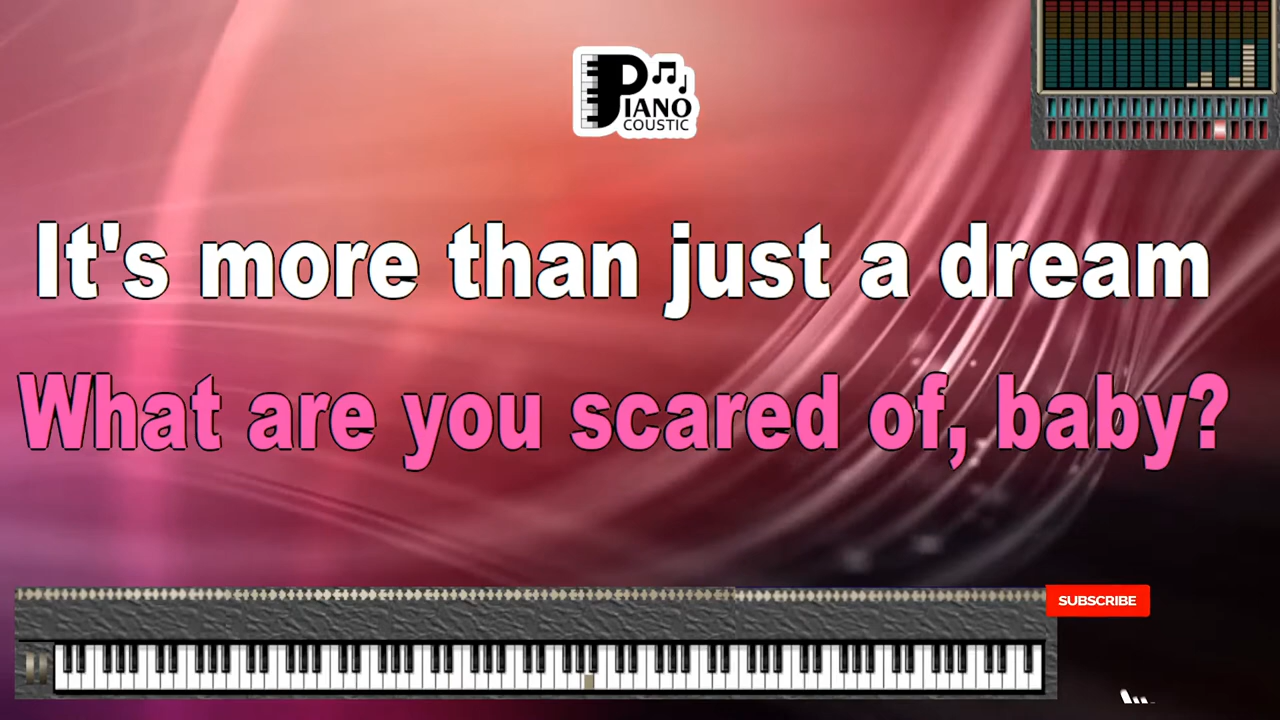 PIANO
COUSTIC
It's more than just a dream
What are you scared of, baby?
SUBSCRIBE